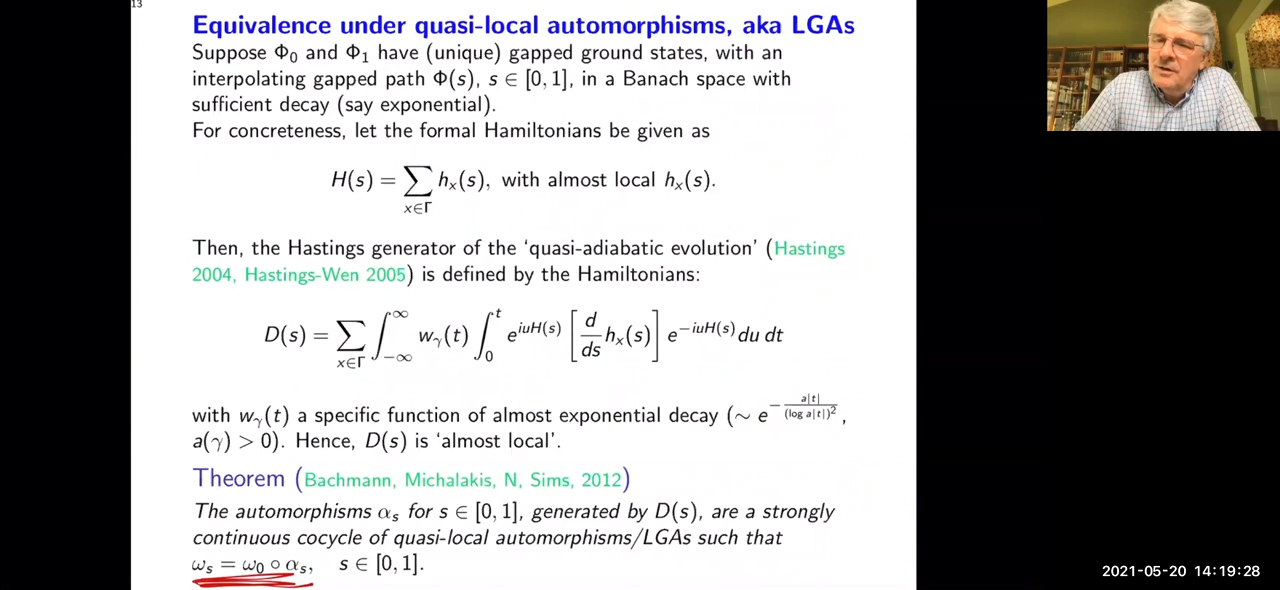 13
Equivalence under quasi-local automorphisms, aka LGAs
Suppose Φ₀ and Φ₁ have (unique) gapped ground states, with an
interpolating gapped path Φ(s), s ∈ [0, 1], in a Banach space with
sufficient decay (say exponential).
For concreteness, let the formal Hamiltonians be given as
H(s) = ∑_{x∈Γ} hₓ(s), with almost local hₓ(s).
Then, the Hastings generator of the ‘quasi-adiabatic evolution’ (Hastings
2004, Hastings-Wen 2005) is defined by the Hamiltonians:
D(s) = ∑_{x∈Γ} ∫_{-∞}^{∞} w_γ(t) ∫_0^t e^{iuH(s)} [d/ds hₓ(s)] e^{-iuH(s)} du dt
with w_γ(t) a specific function of almost exponential decay (∼ e^{-a|t|/(log a|t|)²},
a(γ) > 0). Hence, D(s) is ‘almost local’.
Theorem (Bachmann, Michalakis, N, Sims, 2012)
The automorphisms αₛ for s ∈ [0, 1], generated by D(s), are a strongly
continuous cocycle of quasi-local automorphisms/LGAs such that
ωₛ = ω₀ ∘ αₛ, s ∈ [0, 1].
2021-05-20 14:19:28